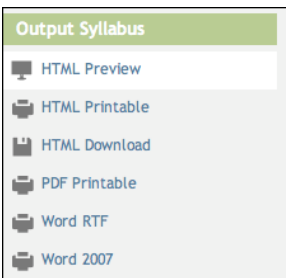 Output Syllabus
HTML Preview
HTML Printable
HTML Download
PDF Printable
Word RTF
Word 2007